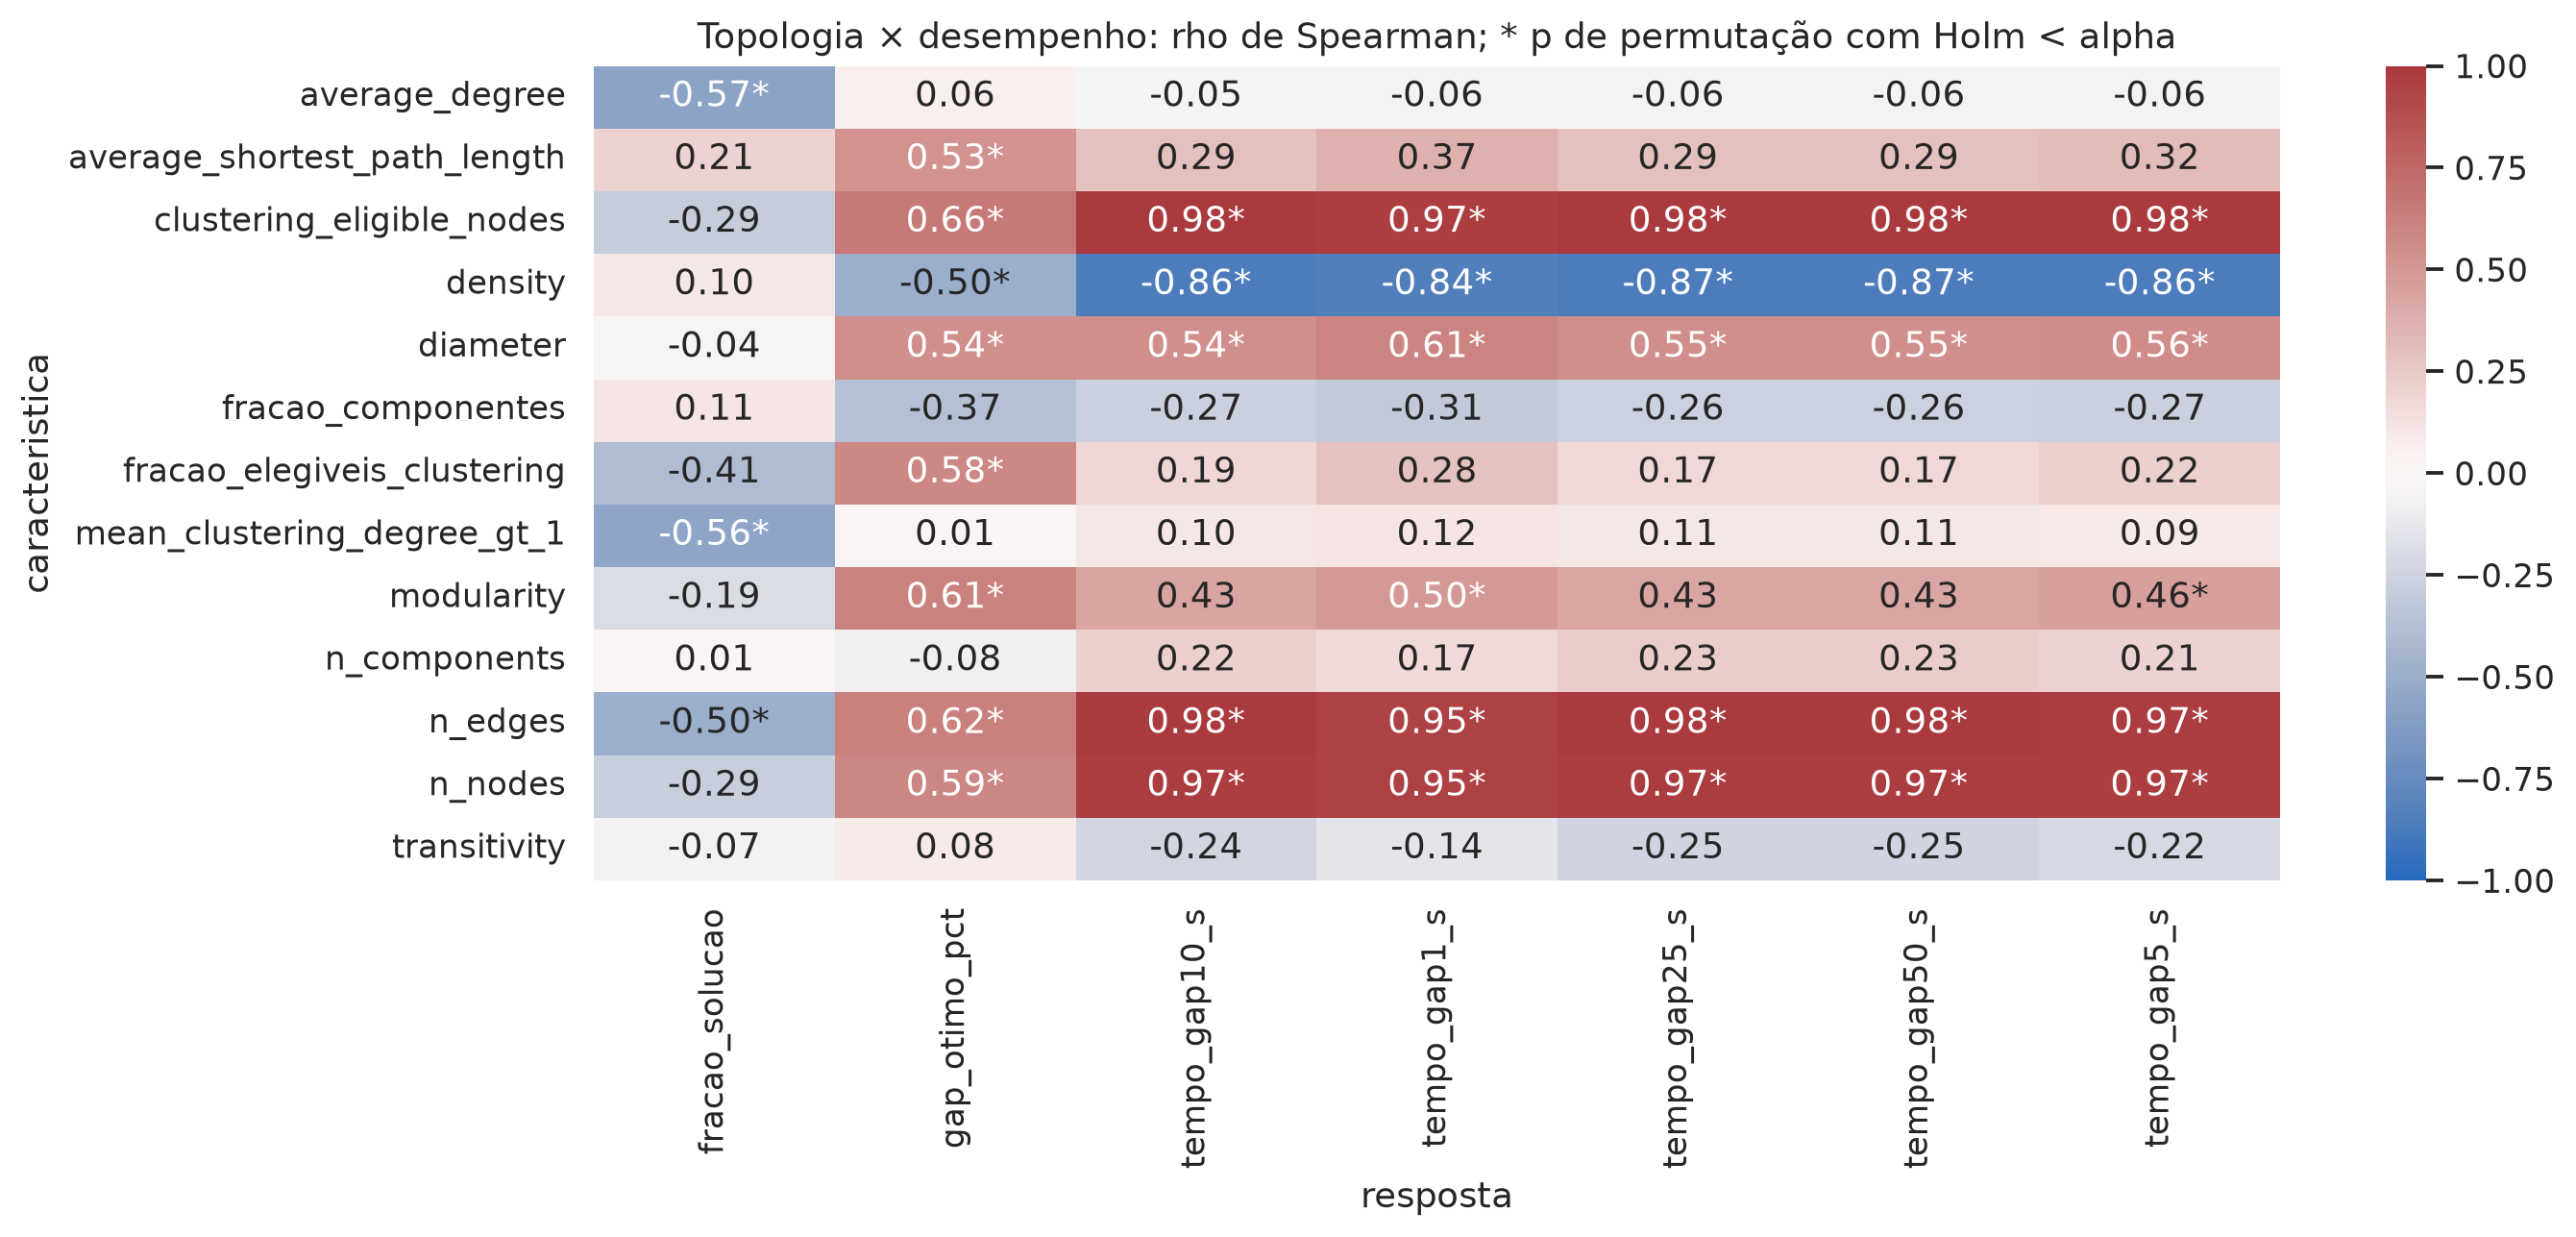 Topologia × desempenho: rho de Spearman; * p de permutação com Holm < alpha
caracteristica
average_degree -0.57* 0.06 -0.05 -0.06 -0.06 -0.06 -0.06
average_shortest_path_length 0.21 0.53* 0.29 0.37 0.29 0.29 0.32
clustering_eligible_nodes -0.29 0.66* 0.98* 0.97* 0.98* 0.98* 0.98*
density 0.10 -0.50* -0.86* -0.84* -0.87* -0.87* -0.86*
diameter -0.04 0.54* 0.54* 0.61* 0.55* 0.55* 0.56*
fracao_componentes 0.11 -0.37 -0.27 -0.31 -0.26 -0.26 -0.27
fracao_elegiveis_clustering -0.41 0.58* 0.19 0.28 0.17 0.17 0.22
mean_clustering_degree_gt_1 -0.56* 0.01 0.10 0.12 0.11 0.11 0.09
modularity -0.19 0.61* 0.43 0.50* 0.43 0.43 0.46*
n_components 0.01 -0.08 0.22 0.17 0.23 0.23 0.21
n_edges -0.50* 0.62* 0.98* 0.95* 0.98* 0.98* 0.97*
n_nodes -0.29 0.59* 0.97* 0.95* 0.97* 0.97* 0.97*
transitivity -0.07 0.08 -0.24 -0.14 -0.25 -0.25 -0.22
fracao_solucao
gap_otimo_pct
tempo_gap10_s
tempo_gap1_s
tempo_gap25_s
tempo_gap50_s
tempo_gap5_s
resposta
1.00
0.75
0.50
0.25
0.00
−0.25
−0.50
−0.75
−1.00